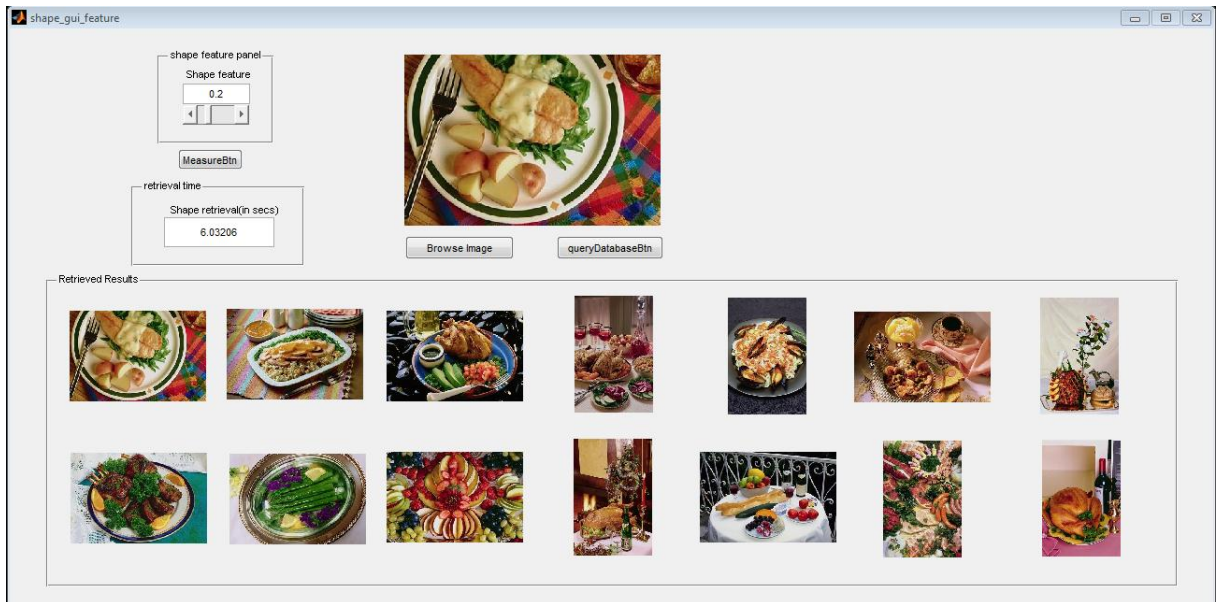 shape_gui_feature
shape feature panel
Shape feature
0.2
MeasureBtn
retrieval time
Shape retrieval(in secs)
6.03206
Browse Image
queryDatabaseBtn
Retrieved Results